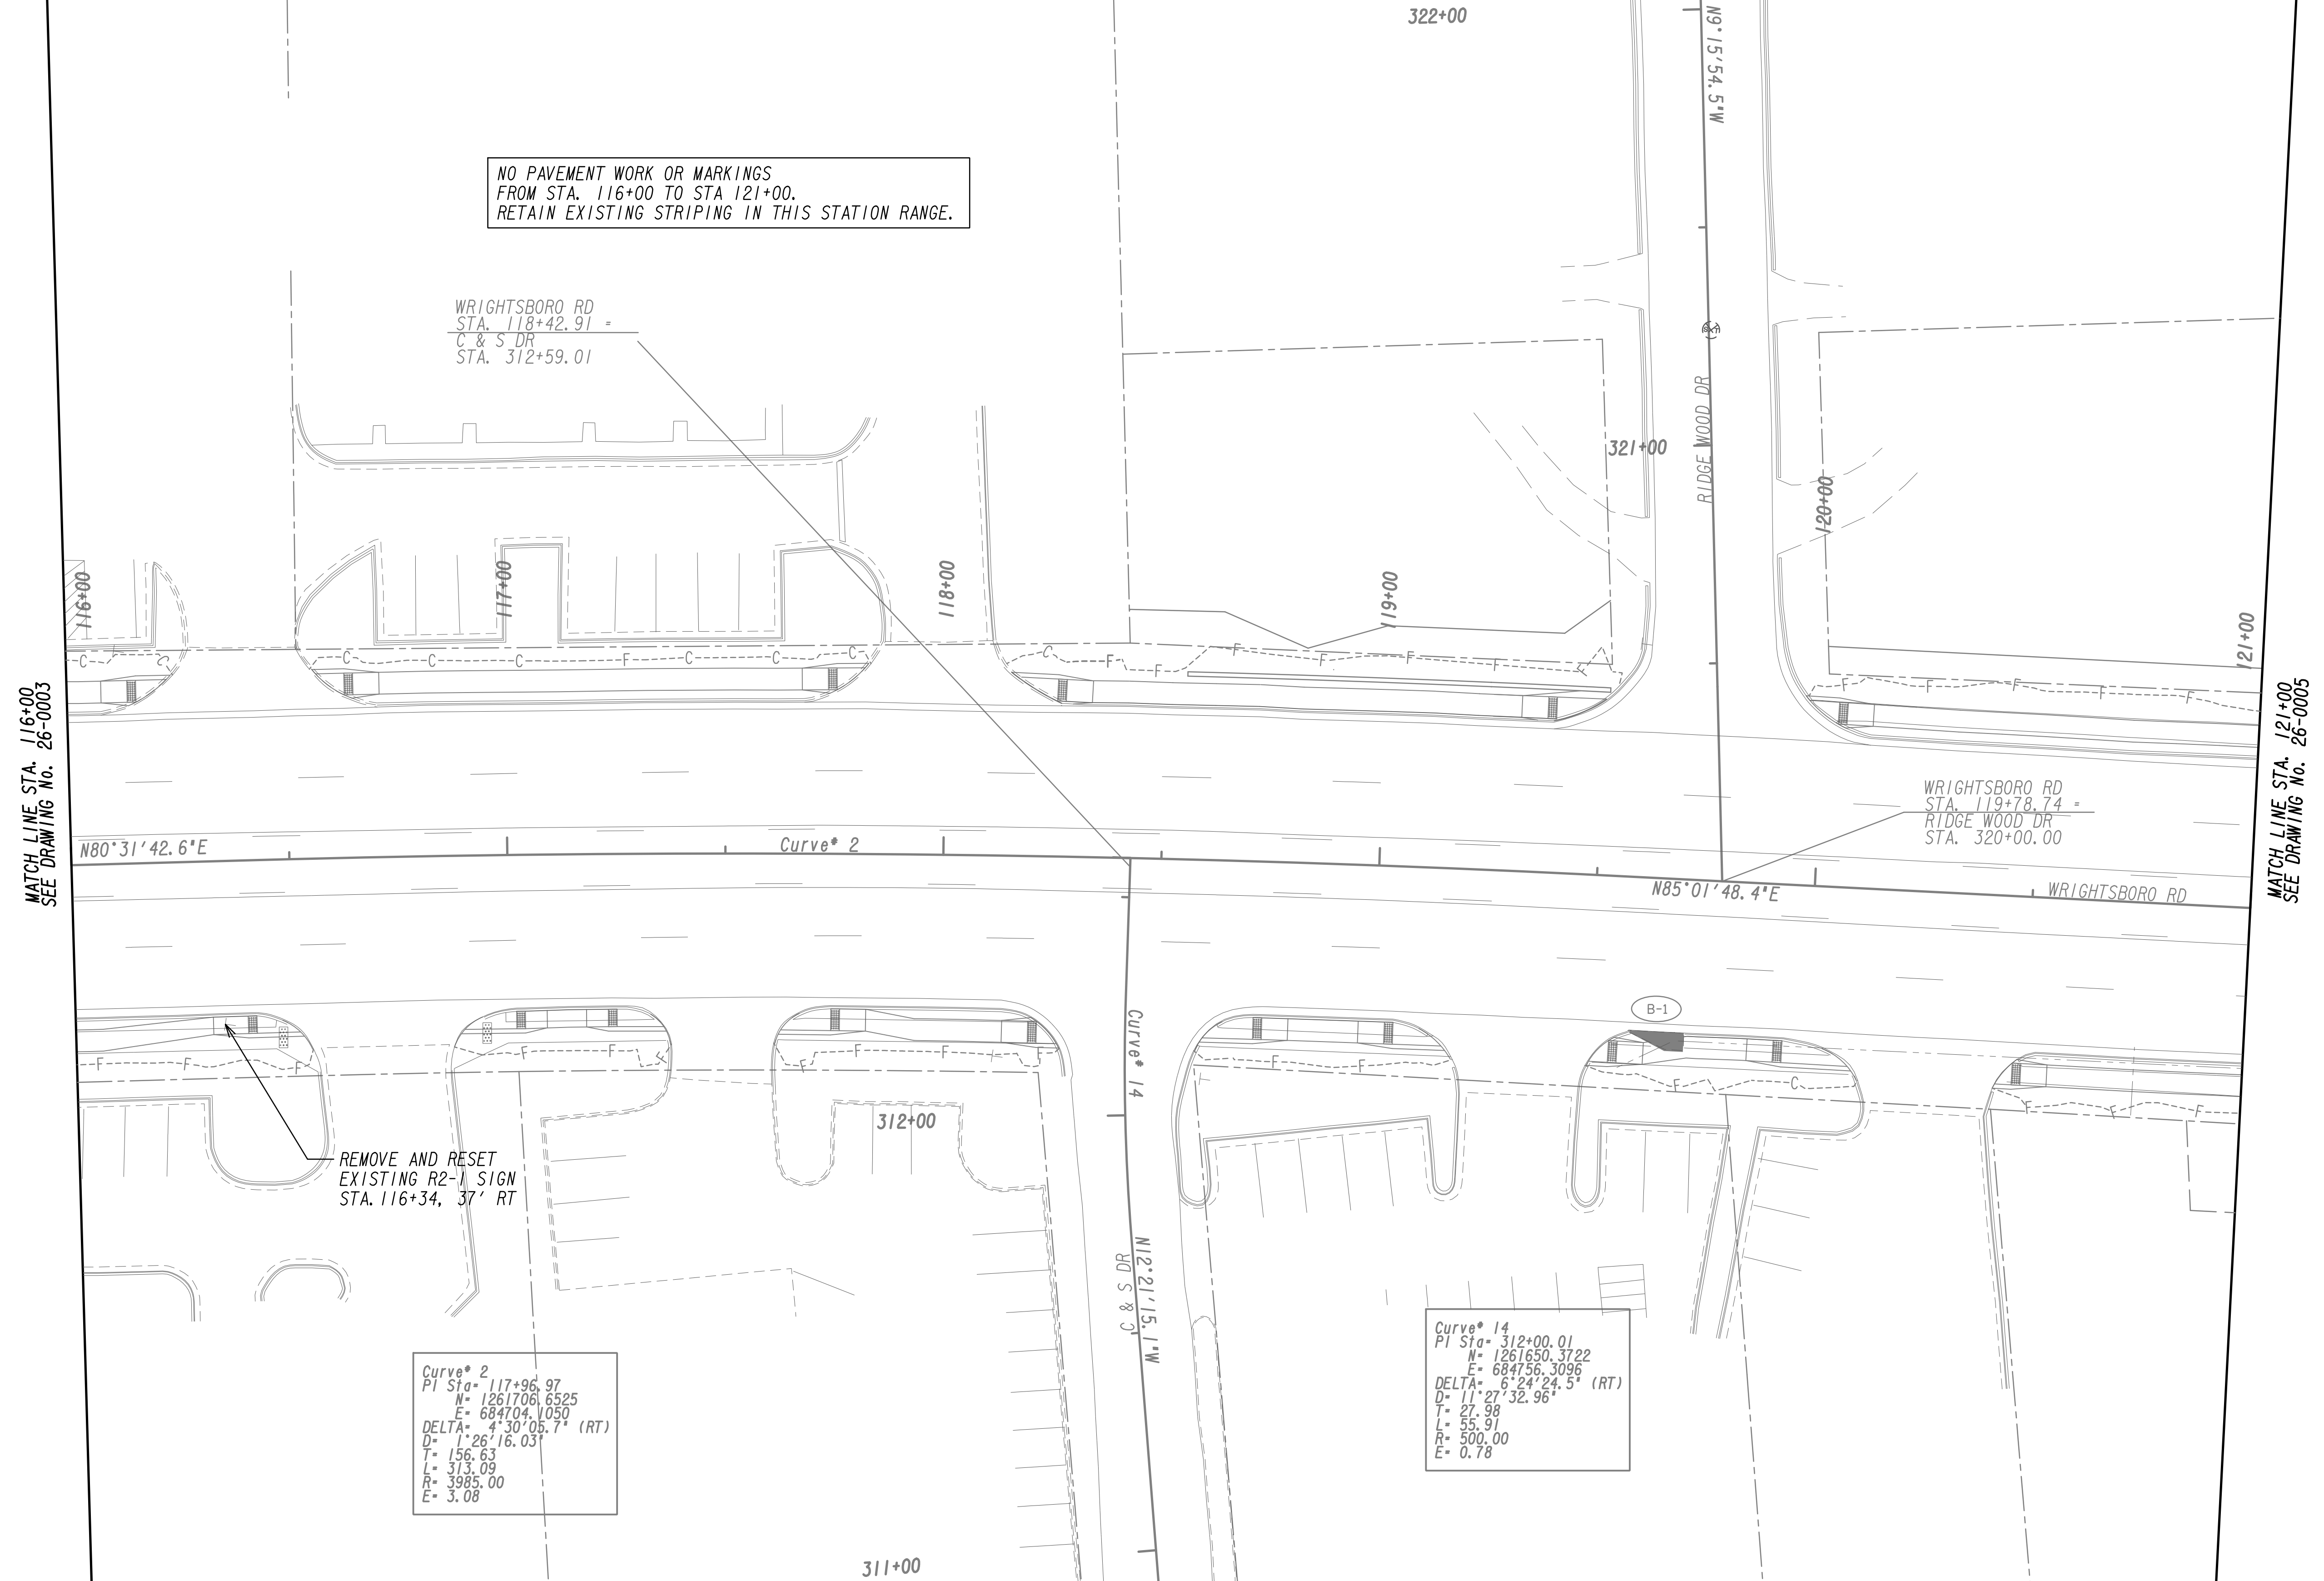 322+00
N9°15'54.5"W
NO PAVEMENT WORK OR MARKINGS
FROM STA. 116+00 TO STA 121+00.
RETAIN EXISTING STRIPING IN THIS STATION RANGE.
WRIGHTSBORO RD
STA. 118+42.91 =
C & S DR
STA. 312+59.01
RIDGE WOOD DR
321+00
116+00
117+00
118+00
119+00
120+00
121+00
C C C C C F C C C C F F F F F F F F F F F
MATCH LINE STA. 116+00
SEE DRAWING No. 26-0003
MATCH LINE STA. 121+00
SEE DRAWING No. 26-0005
WRIGHTSBORO RD
STA. 119+78.74 =
RIDGE WOOD DR
STA. 320+00.00
N80°31'42.6"E
Curve# 2
N85°01'48.4"E
WRIGHTSBORO RD
B-1
Curve# 14
F F F F F F F F F F F F C F F F
312+00
REMOVE AND RESET
EXISTING R2-1 SIGN
STA.116+34, 37' RT
C & S DR
N12°21'15.1"W
Curve# 2
PI Sta= 117+96.97
N= 1261706.6525
E= 684704.1050
DELTA= 4°30'05.7" (RT)
D= 1°26'16.03"
T= 156.63
L= 313.09
R= 3985.00
E= 3.08
Curve# 14
PI Sta= 312+00.01
N= 1261650.3722
E= 684756.3096
DELTA= 6°24'24.5" (RT)
D= 11°27'32.96"
T= 27.98
L= 55.91
R= 500.00
E= 0.78
311+00